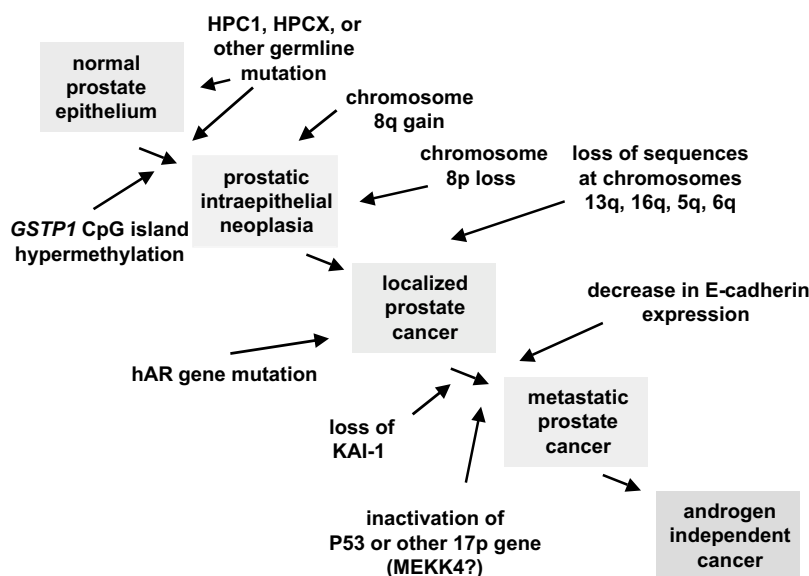 HPC1, HPCX, or
other germline
mutation
normal
prostate
epithelium
chromosome
8q gain
chromosome
8p loss
loss of sequences
at chromosomes
13q, 16q, 5q, 6q
prostatic
intraepithelial
neoplasia
GSTP1 CpG island
hypermethylation
localized
prostate
cancer
decrease in E-cadherin
expression
hAR gene mutation
metastatic
prostate
cancer
loss of
KAI-1
inactivation of
P53 or other 17p gene
(MEKK4?)
androgen
independent
cancer